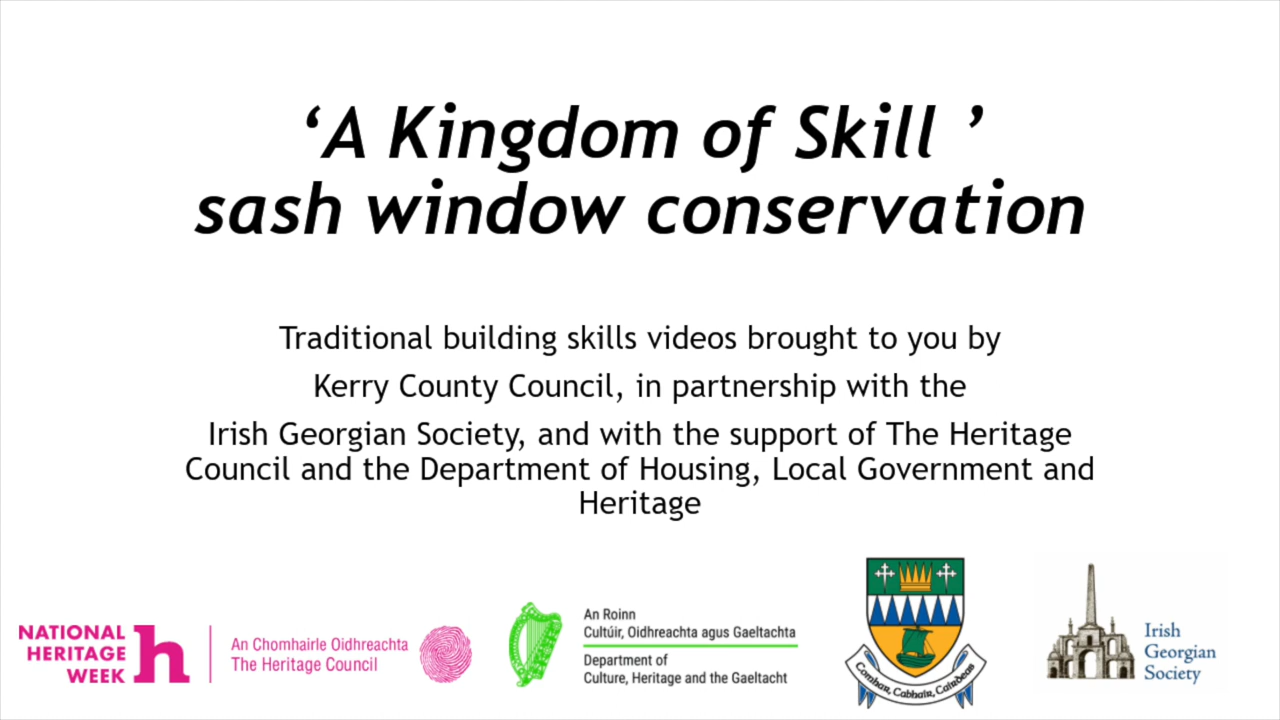 ‘A Kingdom of Skill ’
sash window conservation
Traditional building skills videos brought to you by
Kerry County Council, in partnership with the
Irish Georgian Society, and with the support of The Heritage
Council and the Department of Housing, Local Government and
Heritage
NATIONAL
HERITAGE
WEEK
h
An Chomhairle Oidhreachta
The Heritage Council
An Roinn
Cultúir, Oidhreachta agus Gaeltachta
Department of
Culture, Heritage and the Gaeltacht
Comhar, Cabhair, Cairdeas
Irish
Georgian
Society